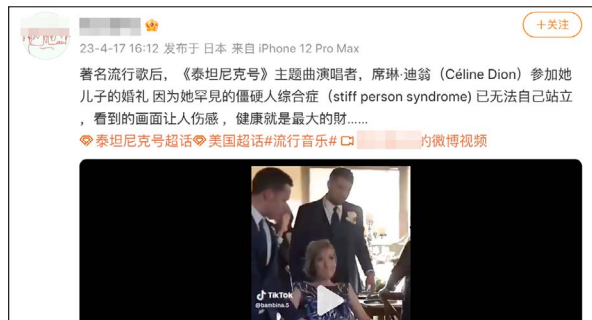 +关注
23-4-17 16:12 发布于 日本 来自 iPhone 12 Pro Max
著名流行歌后，《泰坦尼克号》主题曲演唱者，席琳·迪翁（Céline Dion）参加她
儿子的婚礼 因为她罕见的僵硬人综合症（stiff person syndrome) 已无法自己站立
，看到的画面让人伤感 ，健康就是最大的財……
泰坦尼克号超话 美国超话#流行音乐# 的微博视频
TikTok
@bambina.5